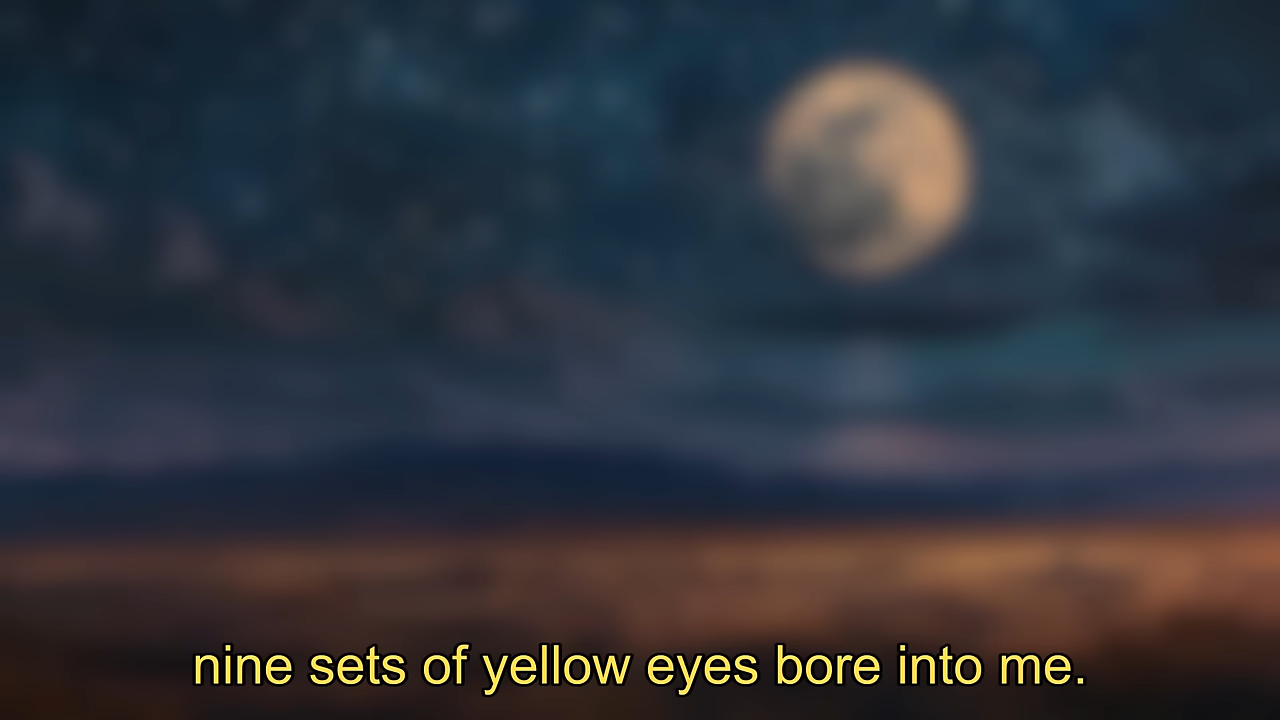 nine sets of yellow eyes bore into me.